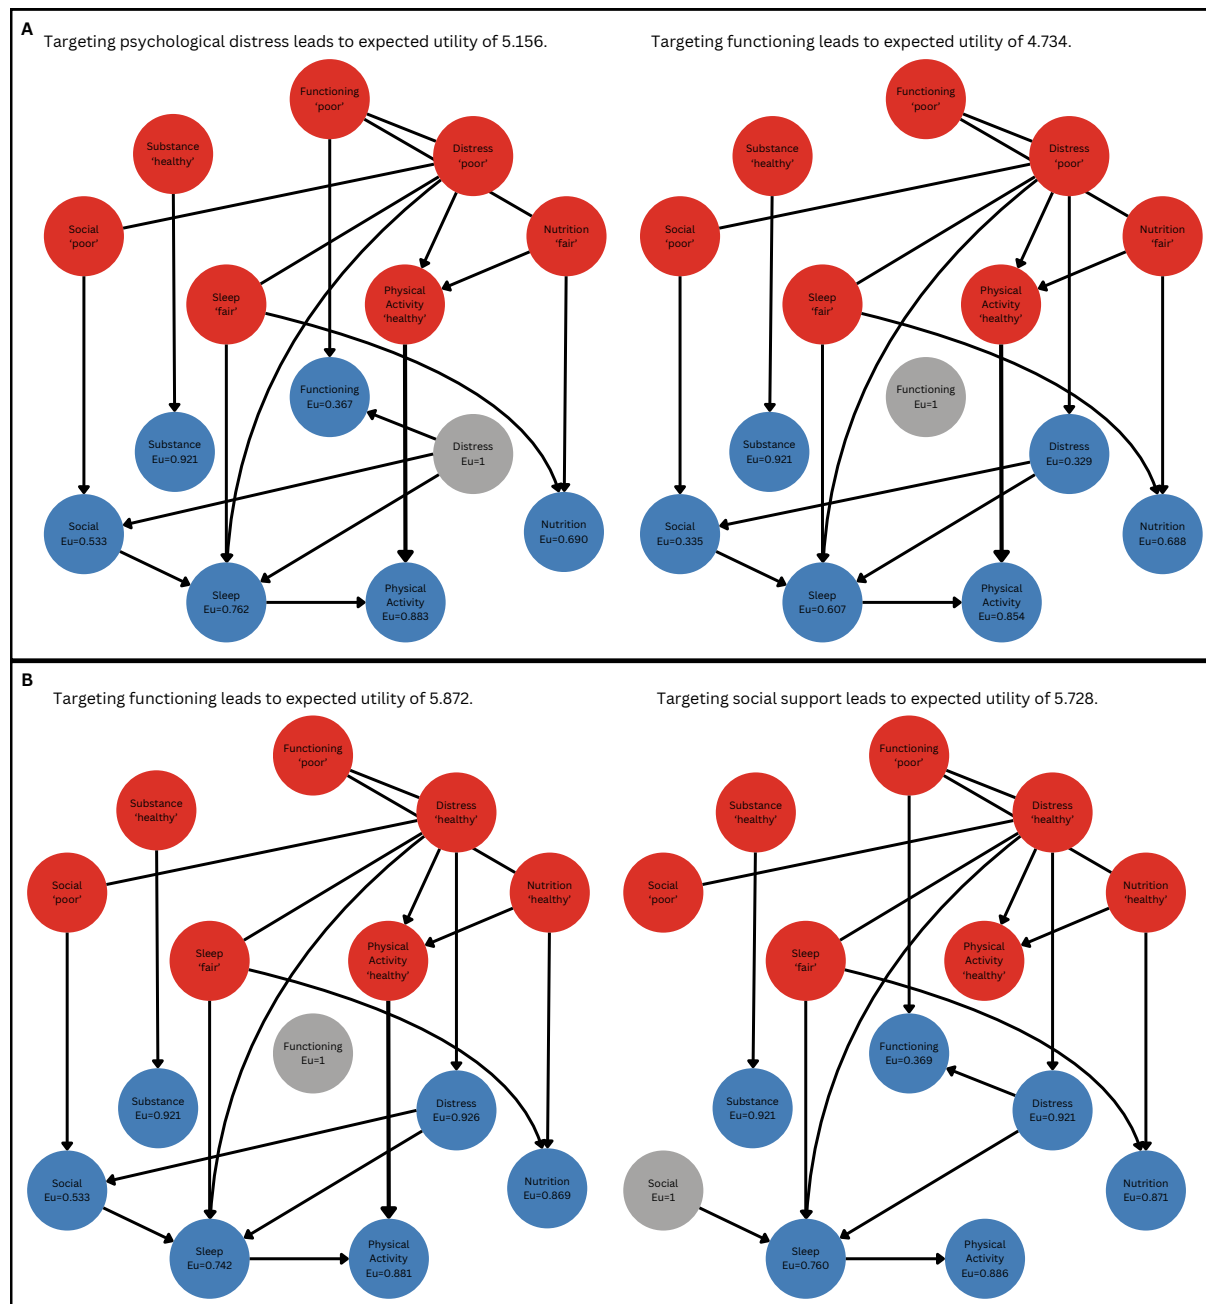 A
Targeting psychological distress leads to expected utility of 5.156.
Functioning
‘poor’
Substance
‘healthy’
Distress
‘poor’
Social
‘poor’
Nutrition
‘fair’
Sleep
‘fair’
Physical
Activity
‘healthy’
Functioning
Eu=0.367
Substance
Eu=0.921
Distress
Eu=1
Social
Eu=0.533
Nutrition
Eu=0.690
Sleep
Eu=0.762
Physical
Activity
Eu=0.883
Targeting functioning leads to expected utility of 4.734.
Functioning
‘poor’
Substance
‘healthy’
Distress
‘poor’
Social
‘poor’
Nutrition
‘fair’
Sleep
‘fair’
Physical
Activity
‘healthy’
Functioning
Eu=1
Substance
Eu=0.921
Distress
Eu=0.329
Social
Eu=0.335
Nutrition
Eu=0.688
Sleep
Eu=0.607
Physical
Activity
Eu=0.854
B
Targeting functioning leads to expected utility of 5.872.
Functioning
‘poor’
Substance
‘healthy’
Distress
‘healthy’
Social
‘poor’
Nutrition
‘healthy’
Sleep
‘fair’
Physical
Activity
‘healthy’
Functioning
Eu=1
Substance
Eu=0.921
Distress
Eu=0.926
Social
Eu=0.533
Nutrition
Eu=0.869
Sleep
Eu=0.742
Physical
Activity
Eu=0.881
Targeting social support leads to expected utility of 5.728.
Functioning
‘poor’
Substance
‘healthy’
Distress
‘healthy’
Social
‘poor’
Nutrition
‘healthy’
Sleep
‘fair’
Physical
Activity
‘healthy’
Functioning
Eu=0.369
Substance
Eu=0.921
Distress
Eu=0.921
Social
Eu=1
Nutrition
Eu=0.871
Sleep
Eu=0.760
Physical
Activity
Eu=0.886